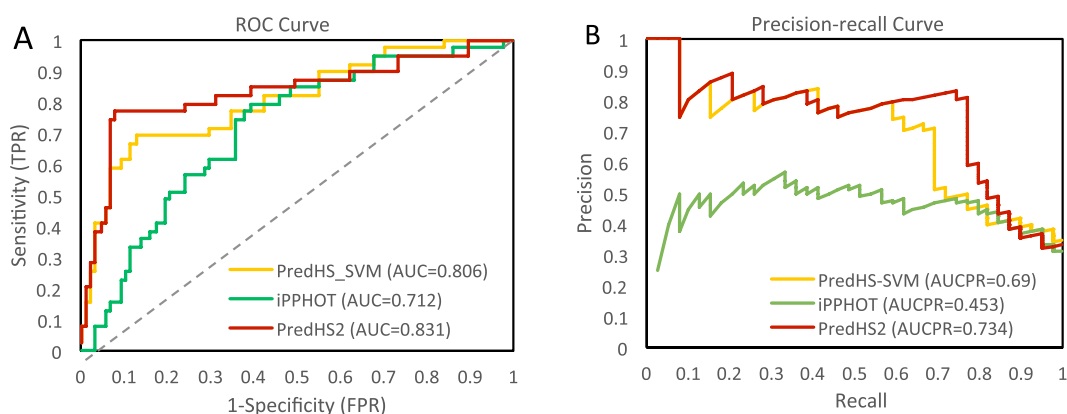 A
ROC Curve
1
0.9
0.8
0.7
0.6
0.5
0.4
0.3
0.2
0.1
0
Sensitivity (TPR)
PredHS_SVM (AUC=0.806)
iPPHOT (AUC=0.712)
PredHS2 (AUC=0.831)
0 0.1 0.2 0.3 0.4 0.5 0.6 0.7 0.8 0.9 1
1-Specificity (FPR)
B
Precision-recall Curve
1
0.9
0.8
0.7
0.6
0.5
0.4
0.3
0.2
0.1
0
Precision
PredHS-SVM (AUCPR=0.69)
iPPHOT (AUCPR=0.453)
PredHS2 (AUCPR=0.734)
0 0.1 0.2 0.3 0.4 0.5 0.6 0.7 0.8 0.9 1
Recall